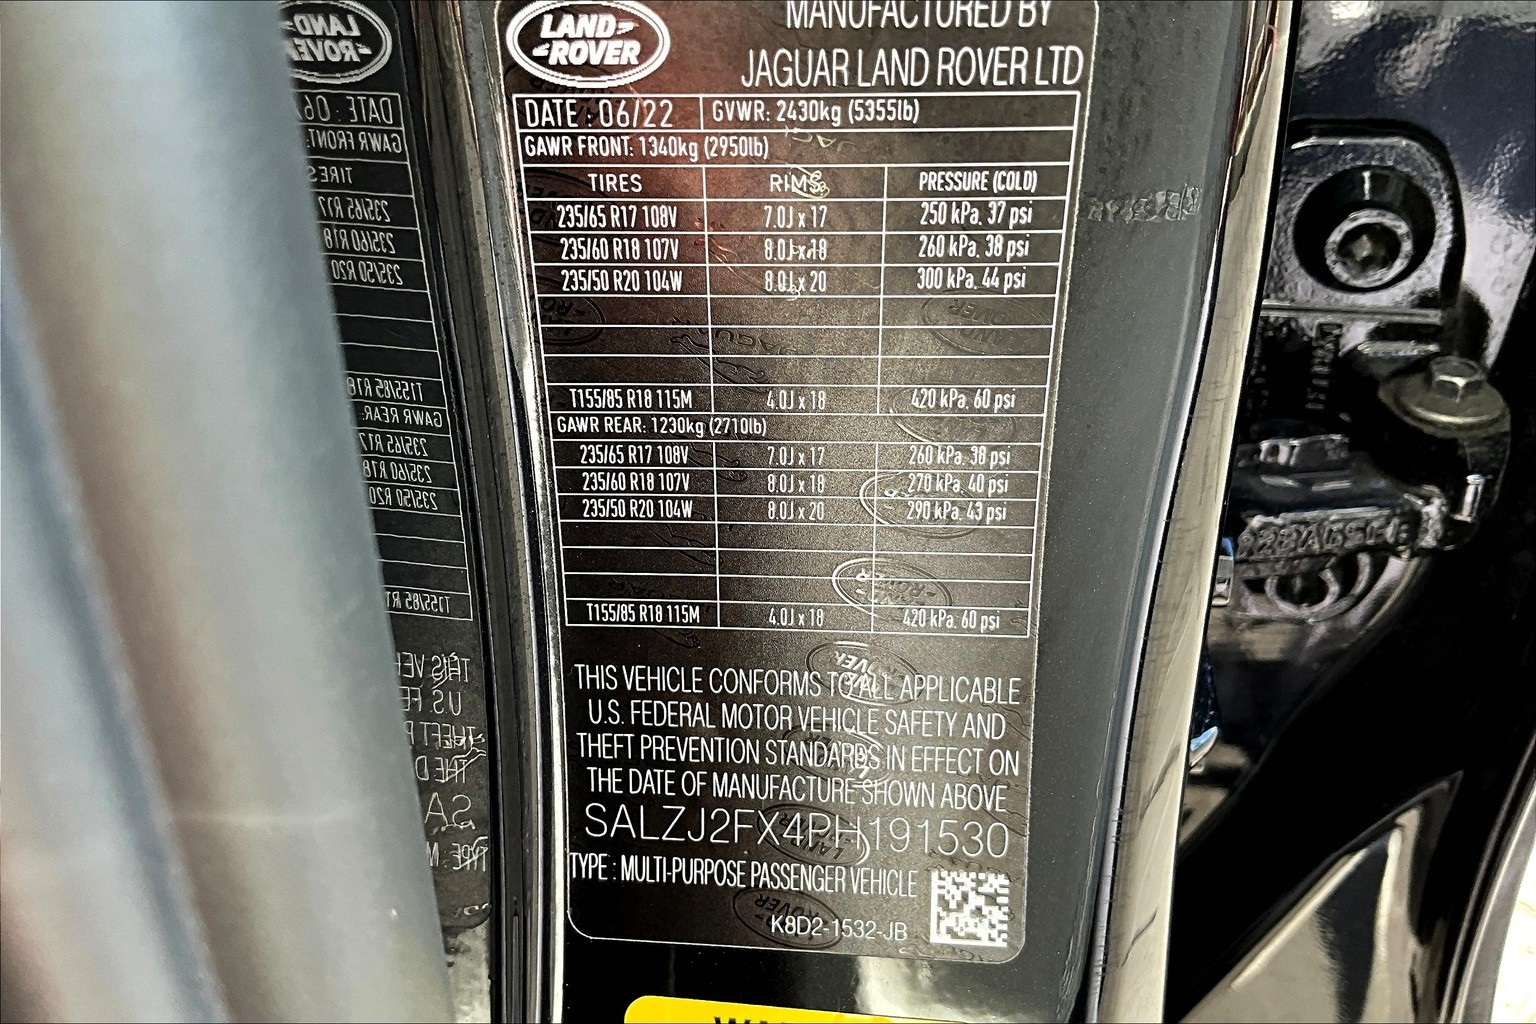 LAND ROVER
MANUFACTURED BY
JAGUAR LAND ROVER LTD
DATE : 06/22 GVWR: 2430kg (5355lb)
GAWR FRONT: 1340kg (2950lb)
TIRES RIMS PRESSURE (COLD)
235/65 R17 108V 7.0J x 17 250 kPa. 37 psi
235/60 R18 107V 8.0J x 18 260 kPa. 38 psi
235/50 R20 104W 8.0J x 20 300 kPa. 44 psi
T155/85 R18 115M 4.0J x 18 420 kPa. 60 psi
GAWR REAR: 1230kg (2710lb)
235/65 R17 108V 7.0J x 17 260 kPa. 38 psi
235/60 R18 107V 8.0J x 18 270 kPa. 40 psi
235/50 R20 104W 8.0J x 20 290 kPa. 43 psi
T155/85 R18 115M 4.0J x 18 420 kPa. 60 psi
THIS VEHICLE CONFORMS TO ALL APPLICABLE
U.S. FEDERAL MOTOR VEHICLE SAFETY AND
THEFT PREVENTION STANDARDS IN EFFECT ON
THE DATE OF MANUFACTURE SHOWN ABOVE
SALZJ2FX4PH191530
TYPE : MULTI-PURPOSE PASSENGER VEHICLE
K8D2-1532-JB